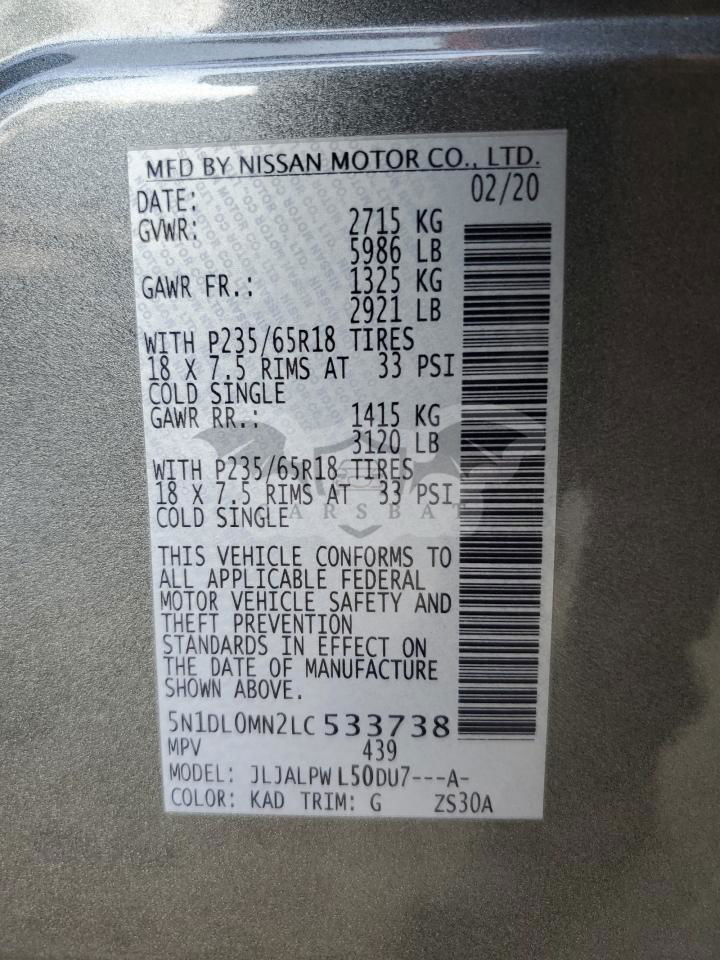 MFD BY NISSAN MOTOR CO., LTD.
DATE: 02/20
GVWR: 2715 KG
5986 LB
GAWR FR.: 1325 KG
2921 LB
WITH P235/65R18 TIRES
18 X 7.5 RIMS AT 33 PSI
COLD SINGLE
GAWR RR.: 1415 KG
3120 LB
WITH P235/65R18 TIRES
18 X 7.5 RIMS AT 33 PSI
ARSBAT
COLD SINGLE
THIS VEHICLE CONFORMS TO
ALL APPLICABLE FEDERAL
MOTOR VEHICLE SAFETY AND
THEFT PREVENTION
STANDARDS IN EFFECT ON
THE DATE OF MANUFACTURE
SHOWN ABOVE.
5N1DL0MN2LC533738
MPV 439
MODEL: JLJALPWL50DU7---A-
COLOR: KAD TRIM: G ZS30A